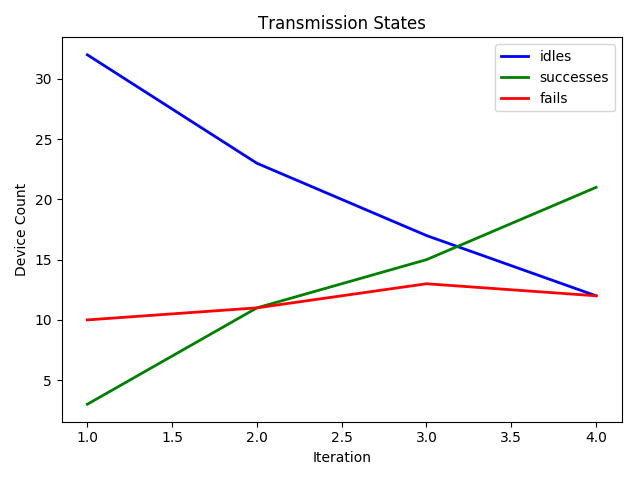 Transmission States
idles
successes
fails
30
25
20
15
10
5
Device Count
1.0 1.5 2.0 2.5 3.0 3.5 4.0
Iteration